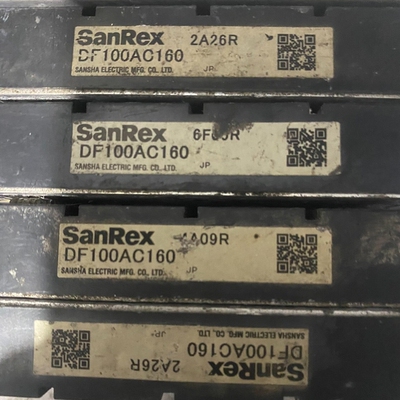 SanRex 2A26R
DF100AC160
SANSHA ELECTRIC MFG. CO., LTD. JP
SanRex
DF100AC160
SANSHA ELECTRIC MFG. CO., LTD. JP
SanRex 4A09R
DF100AC160
SANSHA ELECTRIC MFG. CO., LTD. JP
SanRex 2A26R
DF100AC160
SANSHA ELECTRIC MFG. CO., LTD. JP